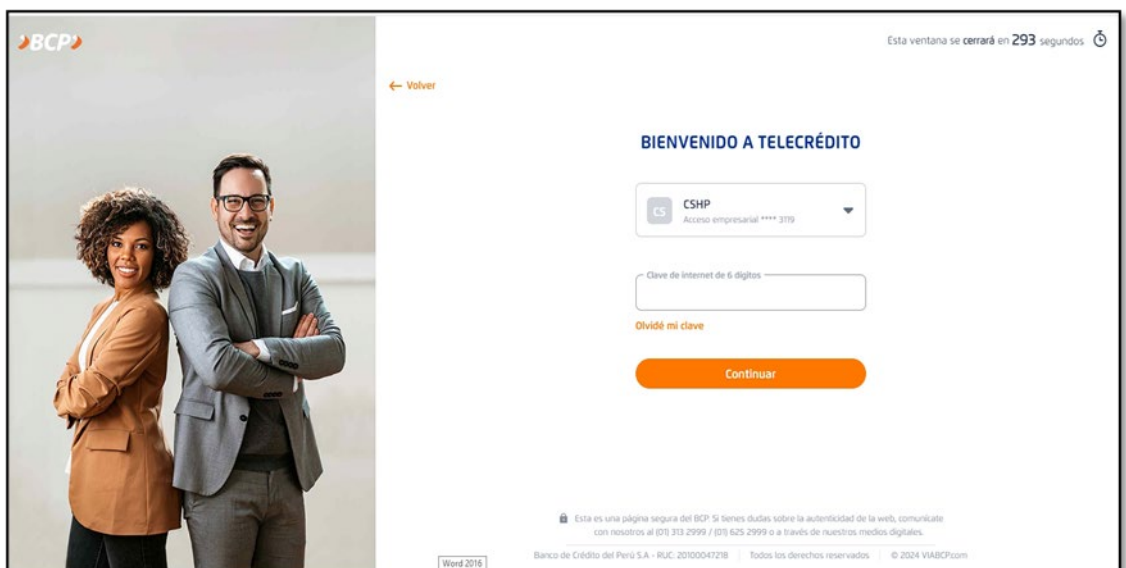 BCP
Esta ventana se cerrará en 293 segundos
← Volver
BIENVENIDO A TELECRÉDITO
CS
CSHP
Acceso empresarial **** 3119
Clave de internet de 6 dígitos
Olvidé mi clave
Continuar
Esta es una página segura del BCP. Si tienes dudas sobre la autenticidad de la web, comunícate
con nosotros al (01) 313 2999 / (01) 625 2999 o a través de nuestros medios digitales.
Banco de Crédito del Perú S.A - RUC: 20100047218 | Todos los derechos reservados | © 2024 VIABCP.com
Word 2016